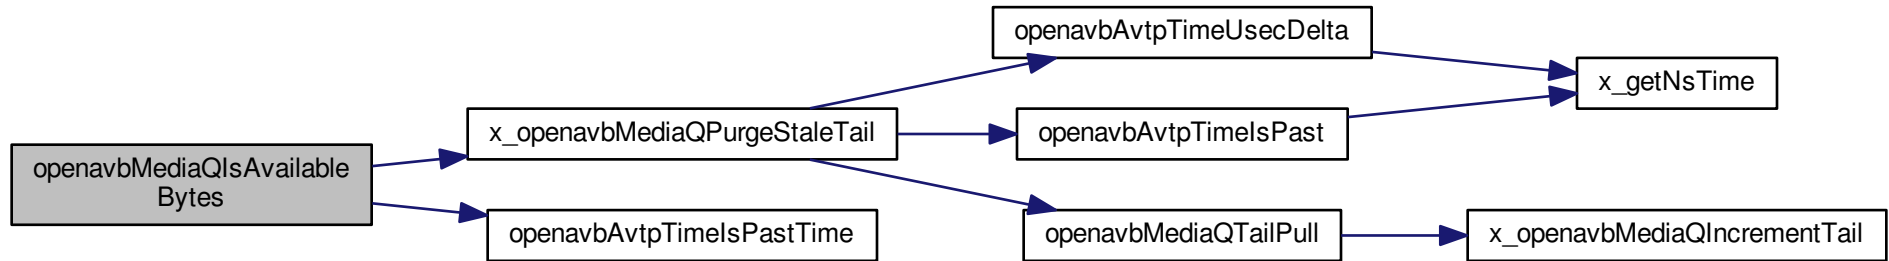 openavbMediaQIsAvailable
Bytes
x_openavbMediaQPurgeStaleTail
openavbAvtpTimeIsPastTime
openavbAvtpTimeUsecDelta
openavbAvtpTimeIsPast
openavbMediaQTailPull
x_getNsTime
x_openavbMediaQIncrementTail